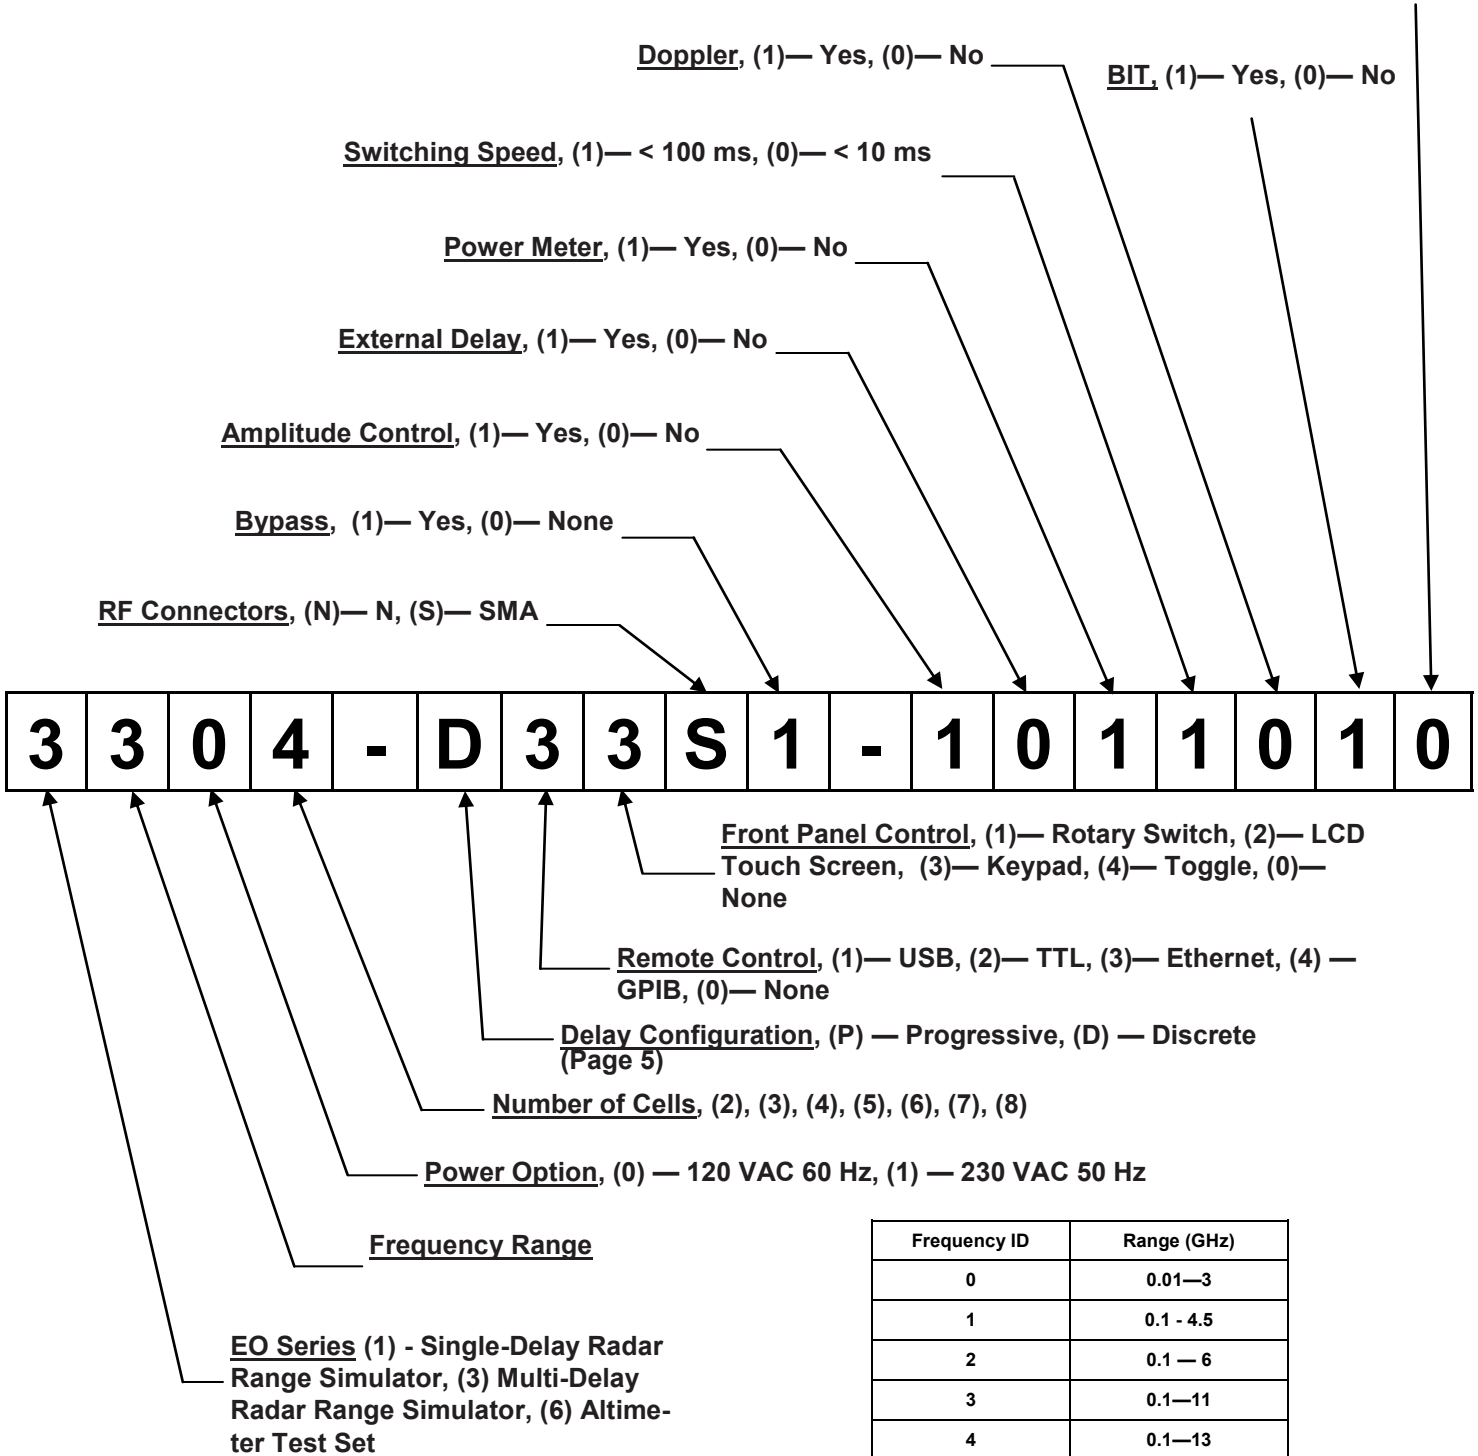 Doppler, (1)— Yes, (0)— No
BIT, (1)— Yes, (0)— No
Switching Speed, (1)— < 100 ms, (0)— < 10 ms
Power Meter, (1)— Yes, (0)— No
External Delay, (1)— Yes, (0)— No
Amplitude Control, (1)— Yes, (0)— No
Bypass, (1)— Yes, (0)— None
RF Connectors, (N)— N, (S)— SMA
3 3 0 4 - D 3 3 S 1 - 1 0 1 1 0 1 0
Front Panel Control, (1)— Rotary Switch, (2)— LCD
Touch Screen, (3)— Keypad, (4)— Toggle, (0)—
None
Remote Control, (1)— USB, (2)— TTL, (3)— Ethernet, (4) —
GPIB, (0)— None
Delay Configuration, (P) — Progressive, (D) — Discrete
(Page 5)
Number of Cells, (2), (3), (4), (5), (6), (7), (8)
Power Option, (0) — 120 VAC 60 Hz, (1) — 230 VAC 50 Hz
Frequency Range
EO Series (1) - Single-Delay Radar
Range Simulator, (3) Multi-Delay
Radar Range Simulator, (6) Altime-
ter Test Set
Frequency ID Range (GHz)
0 0.01—3
1 0.1 - 4.5
2 0.1 — 6
3 0.1—11
4 0.1—13